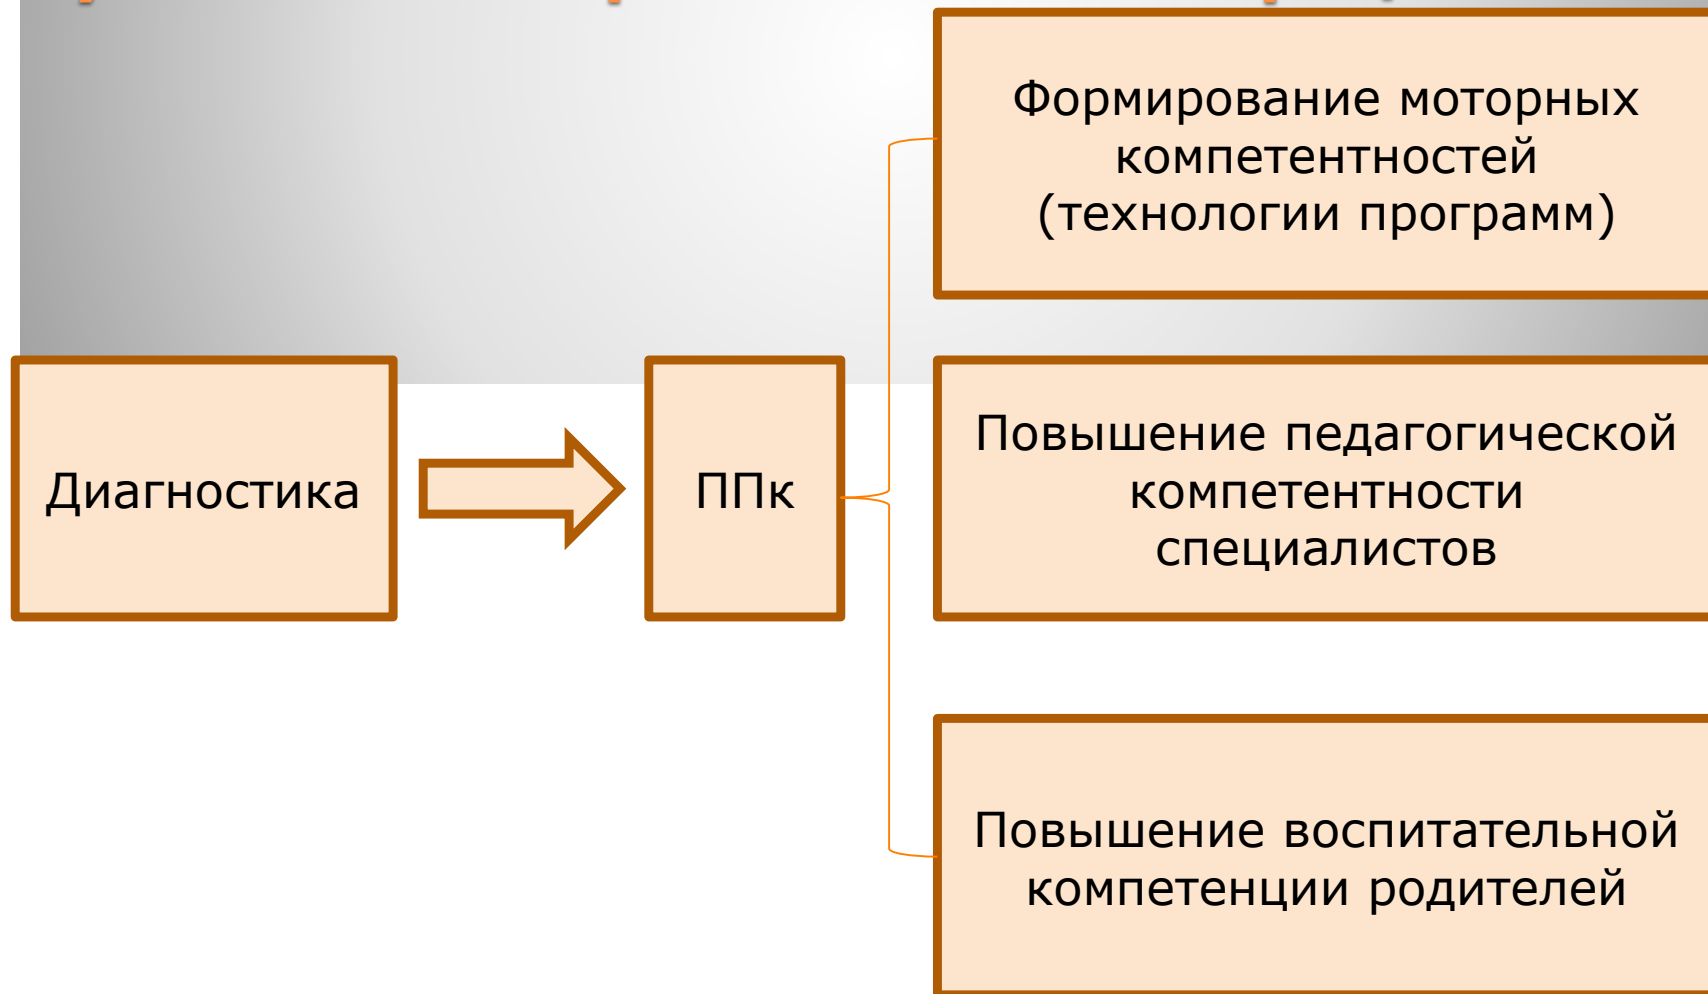 Диагностика
ППк
Формирование моторных
компетентностей
(технологии программ)
Повышение педагогической
компетентности
специалистов
Повышение воспитательной
компетенции родителей